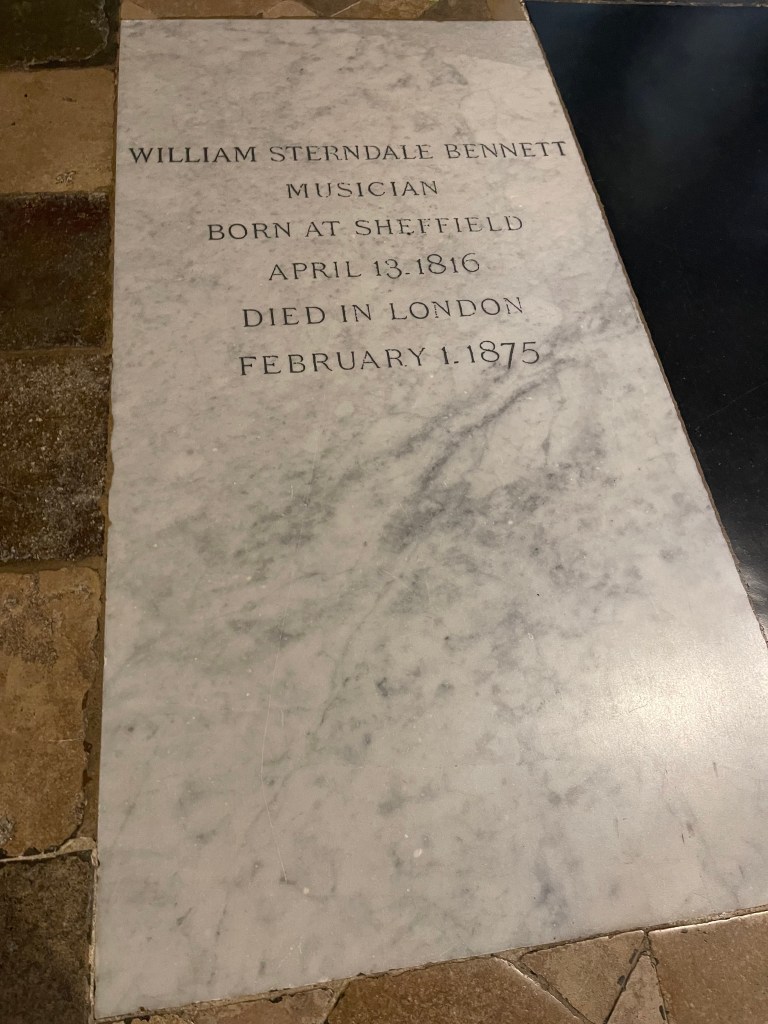 WILLIAM STERNDALE BENNETT
MUSICIAN
BORN AT SHEFFIELD
APRIL 13.1816
DIED IN LONDON
FEBRUARY 1.1875